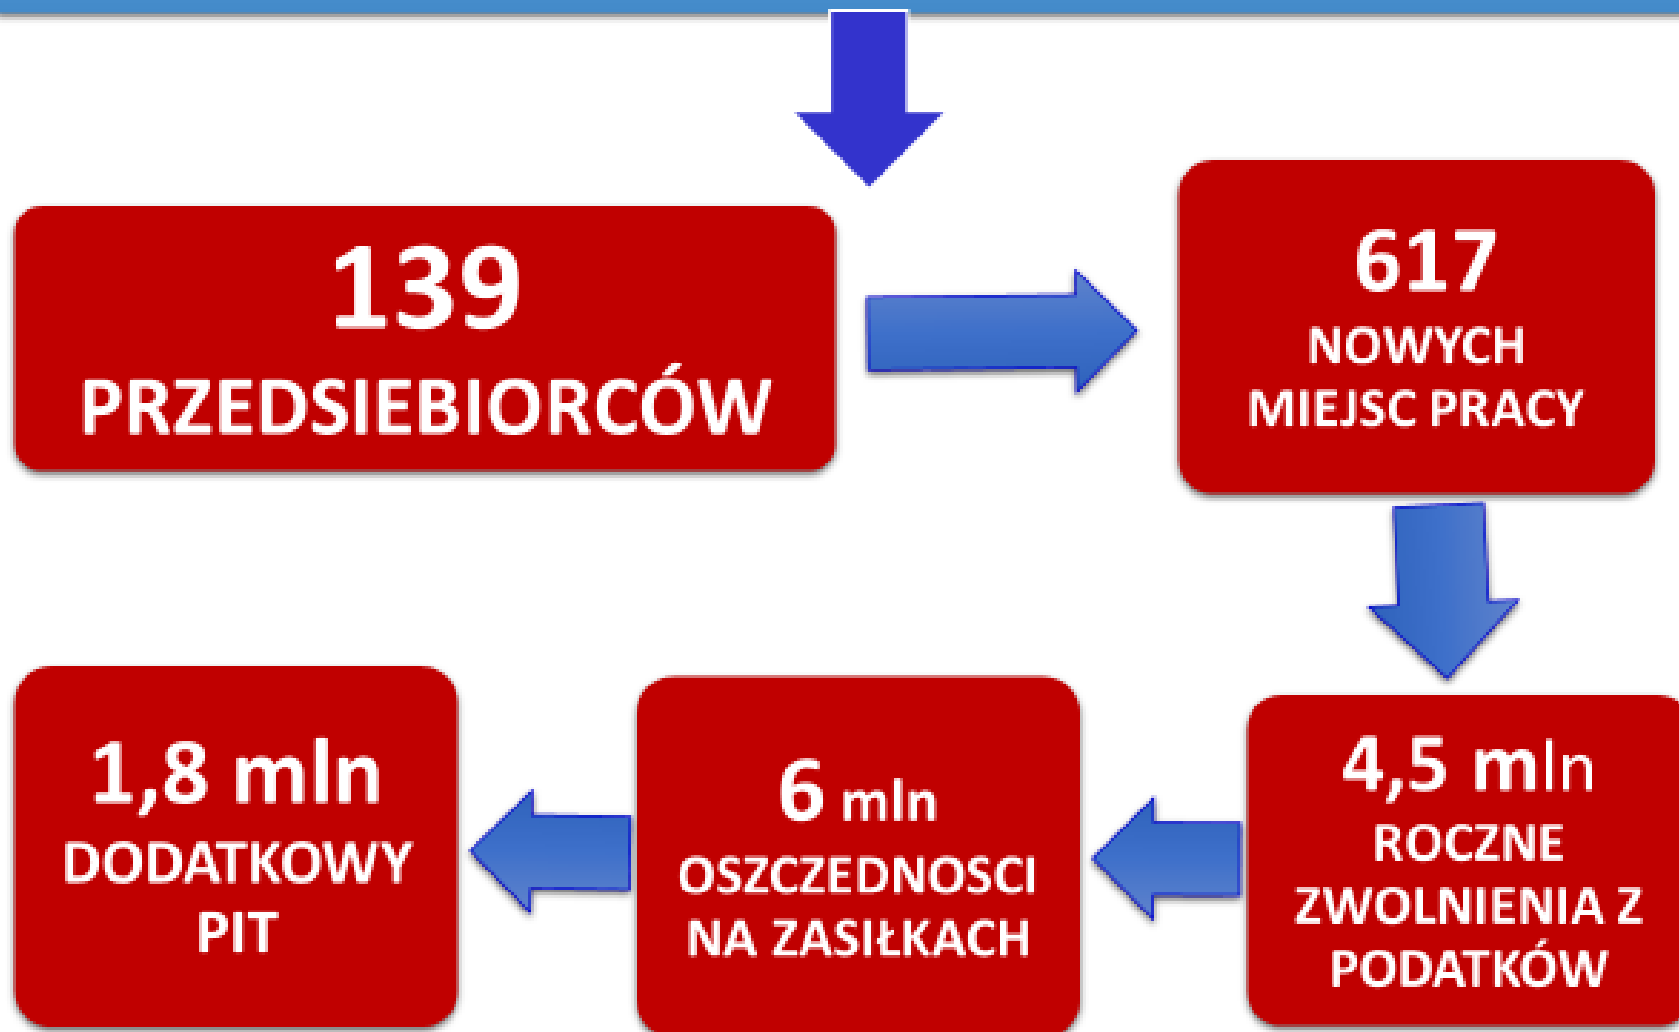 139
PRZEDSIEBIORCÓW
617
NOWYCH
MIEJSC PRACY
4,5 mln
ROCZNE
ZWOLNIENIA Z
PODATKÓW
6 mln
OSZCZEDNOSCI
NA ZASIŁKACH
1,8 mln
DODATKOWY
PIT